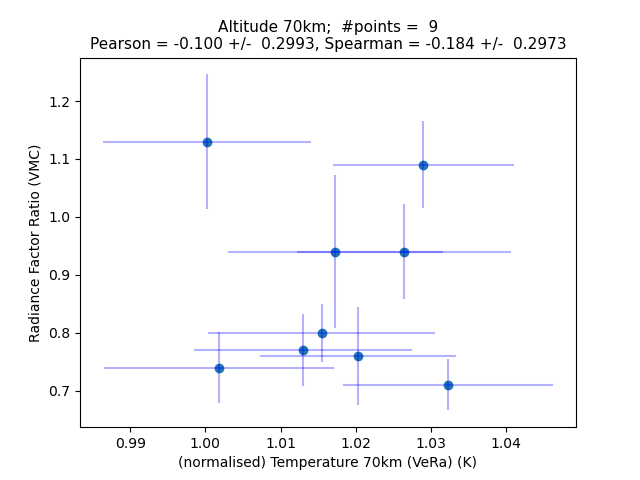 Altitude 70km;  #points =  9
Pearson = -0.100 +/-  0.2993, Spearman = -0.184 +/-  0.2973
1.2
1.1
1.0
0.9
0.8
0.7
Radiance Factor Ratio (VMC)
0.99 1.00 1.01 1.02 1.03 1.04
(normalised) Temperature 70km (VeRa) (K)